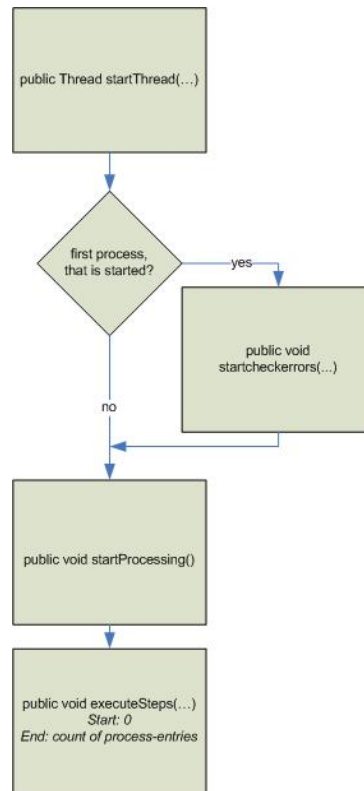 public Thread startThread(…)
first process,
that is started?
yes
public void
startcheckerrors(...)
no
public void startProcessing()
public void executeSteps(…)
Start: 0
End: count of process-entries